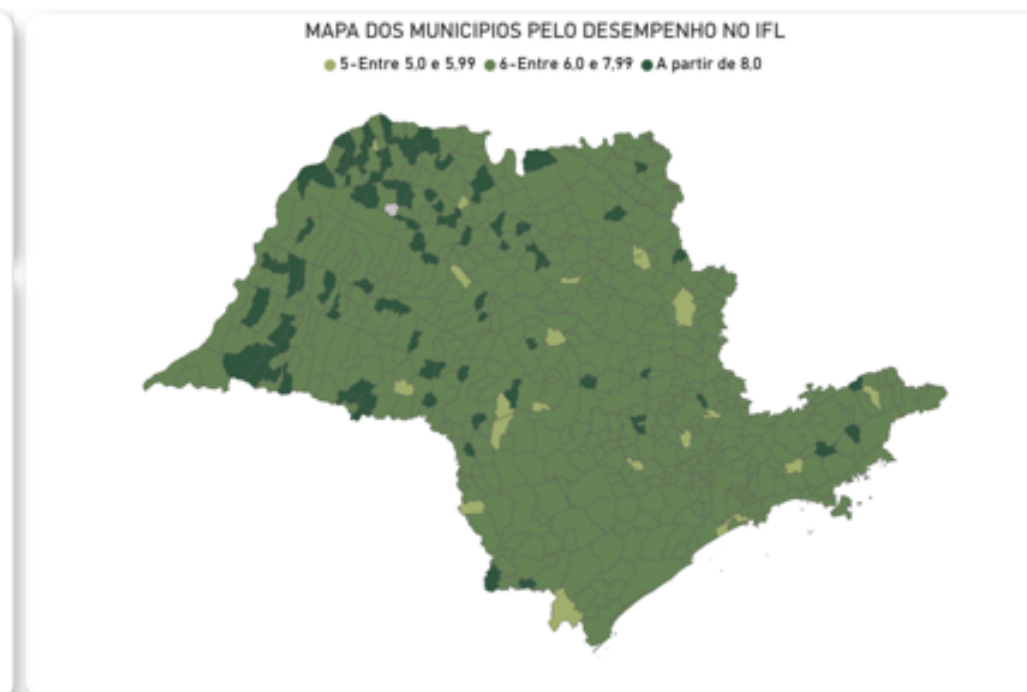 MAPA DOS MUNICIPIOS PELO DESEMPENHO NO IFL
5-Entre 5,0 e 5,99 6-Entre 6,0 e 7,99 A partir de 8,0